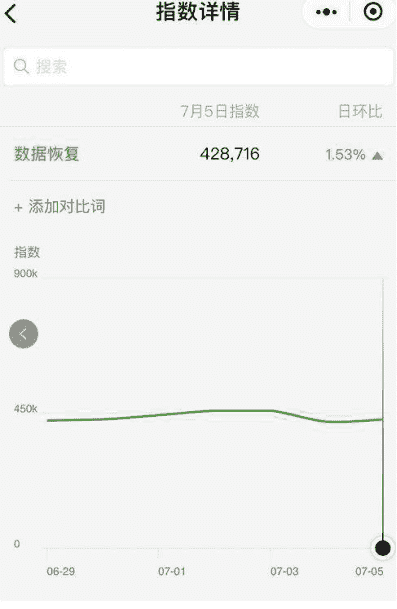 指数详情
搜索
7月5日指数 日环比
数据恢复 428,716 1.53% ▲
+ 添加对比词
指数
900k
450k
0
06-29 07-01 07-03 07-05